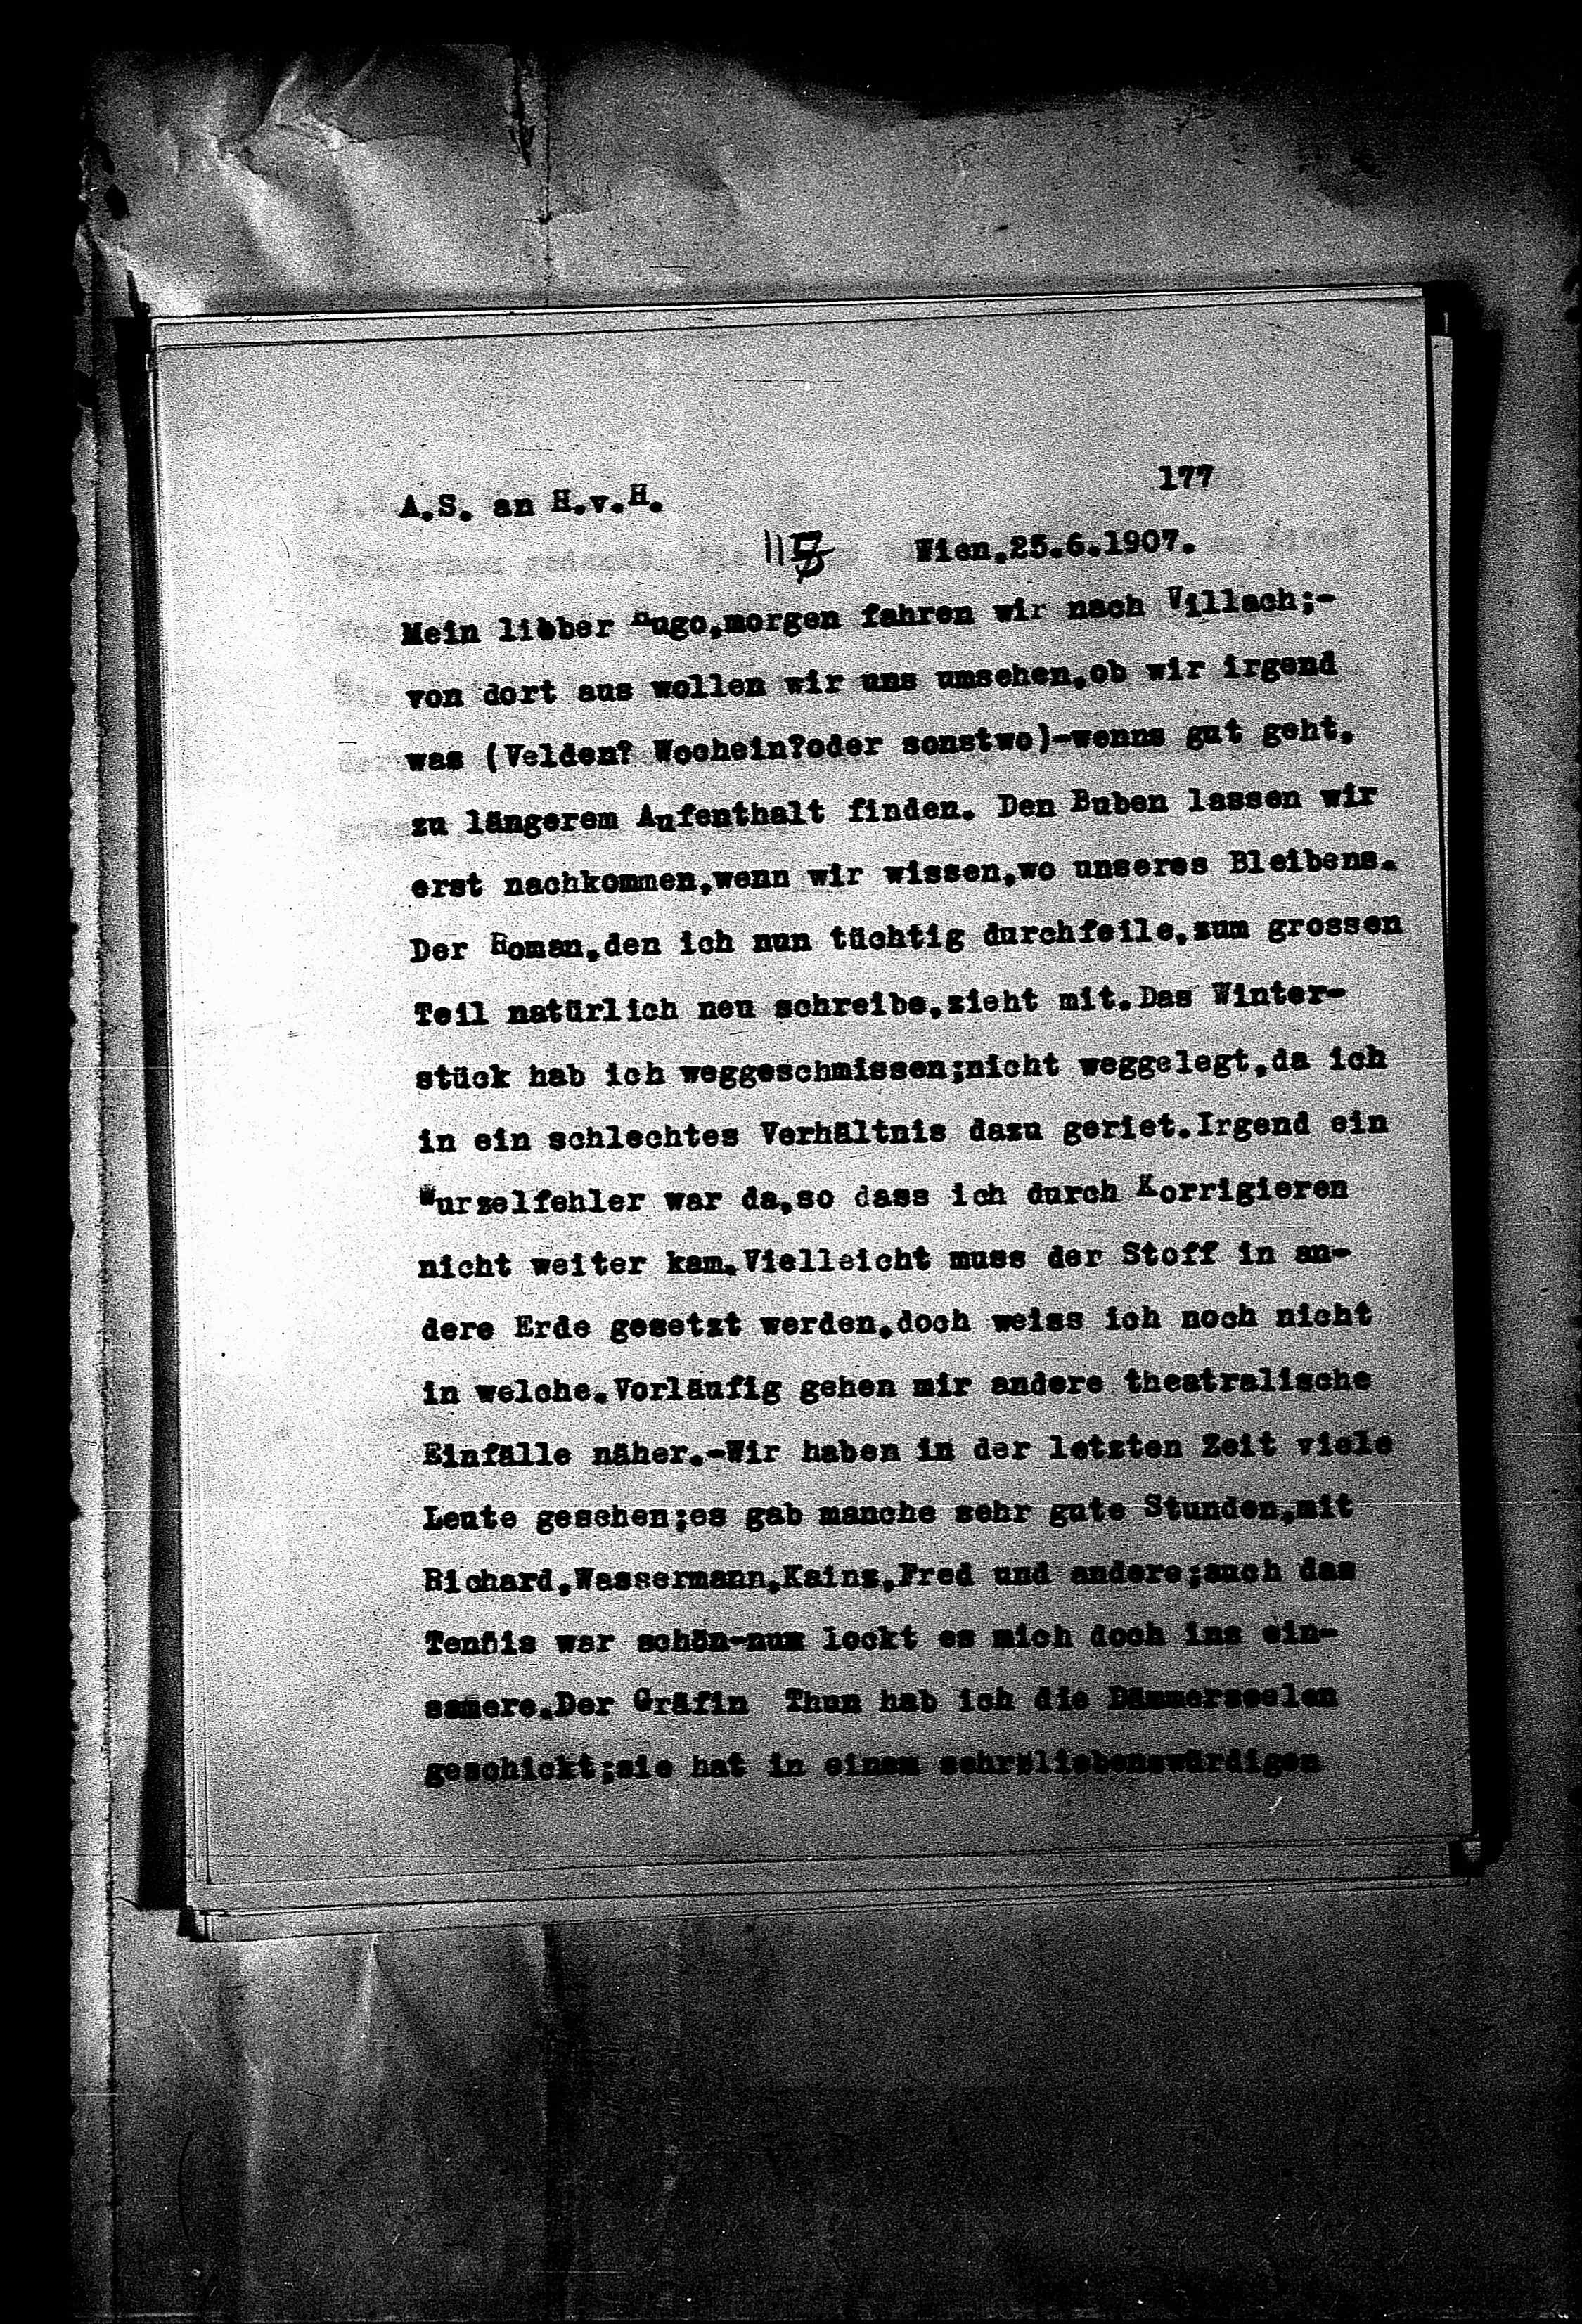 177
A.S. an H.v.H.
115 Wien,25.6.1907.
Mein lieber Hugo,morgen fahren wir nach Villach;-
von dort aus wollen wir uns umsehen,ob wir irgend
was (Velden? Wochein?oder sonstwo)-wenns gut geht,
zu längerem Aufenthalt finden. Den Buben lassen wir
erst nachkommen,wenn wir wissen,wo unseres Bleibens.
Der Roman,den ich nun tüchtig durchfeile,zum grossen
Teil natürlich neu schreibe,zieht mit.Das Winter-
stück hab ich weggeschmissen;nicht weggelegt,da ich
in ein schlechtes Verhältnis dazu geriet.Irgend ein
Wurzelfehler war da,so dass ich durch Korrigieren
nicht weiter kam.Vielleicht muss der Stoff in an-
dere Erde gesetzt werden,doch weiss ich noch nicht
in welche.Vorläufig gehen mir andere theatralische
Einfälle näher.-Wir haben in der letzten Zeit viele
Leute gesehen;es gab manche sehr gute Stunden,mit
Richard,Wassermann,Kainz,Fred und andere;auch das
Tennis war schön-nun lockt es mich doch ins ein-
samere.Der Gräfin Thun hab ich die Dämmerseelen
geschickt;sie hat in einem sehr liebenswürdigen